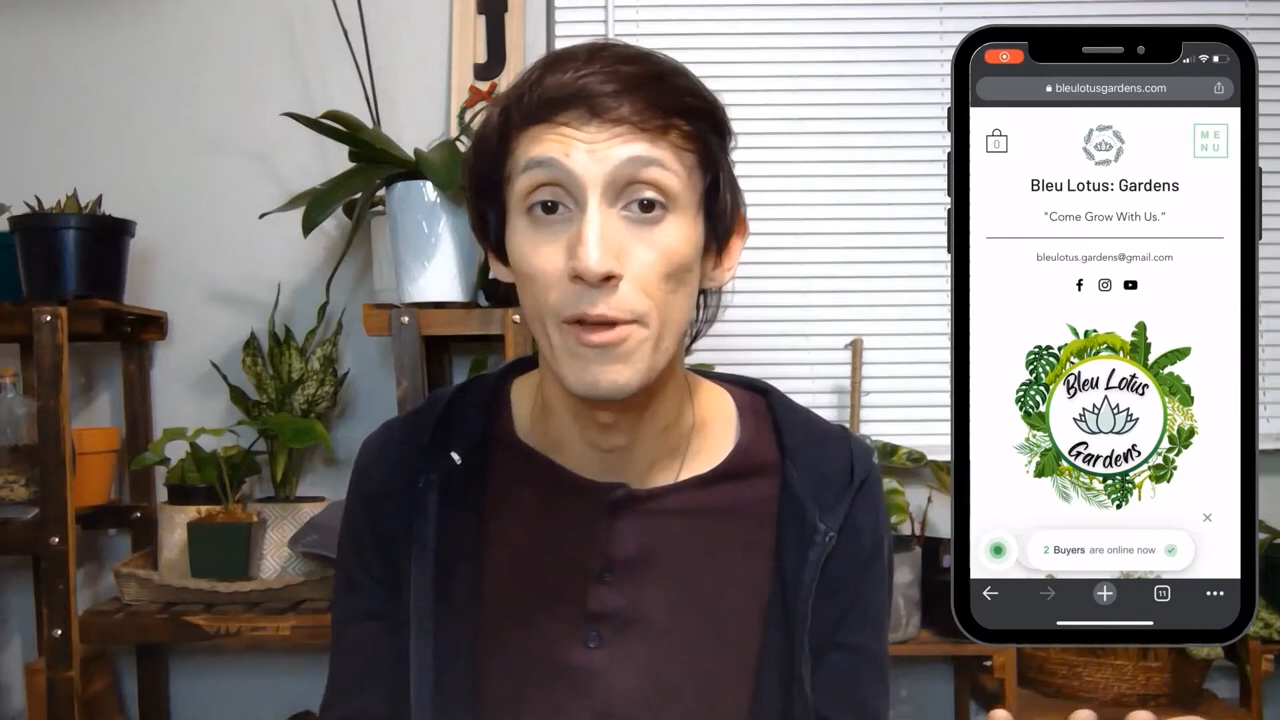 J
bleulotusgardens.com
0
ME
NU
Bleu Lotus: Gardens
"Come Grow With Us."
bleulotus.gardens@gmail.com
Bleu Lotus
Gardens
2 Buyers are online now
11